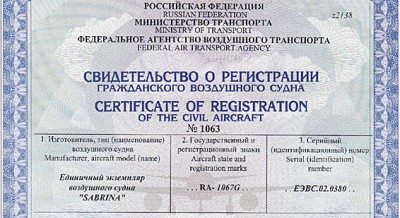 РОССИЙСКАЯ ФЕДЕРАЦИЯ
RUSSIAN FEDERATION
z2138
МИНИСТЕРСТВО ТРАНСПОРТА
MINISTRY OF TRANSPORT
ФЕДЕРАЛЬНОЕ АГЕНТСТВО ВОЗДУШНОГО ТРАНСПОРТА
FEDERAL AIR TRANSPORT AGENCY
СВИДЕТЕЛЬСТВО О РЕГИСТРАЦИИ
ГРАЖДАНСКОГО ВОЗДУШНОГО СУДНА
CERTIFICATE OF REGISTRATION
OF THE CIVIL AIRCRAFT
№ 1063
1. Изготовитель, тип (наименование)
воздушного судна
Manufacturer, aircraft model (name)
2. Государственный и
регистрационный знаки
Aircraft state and
registration marks
3. Серийный
(идентификационный) номер
Serial (identification)
number
Единичный экземпляр
воздушного судна
"SABRINA"
RA- 1067G
ЕЭВС.02.0380